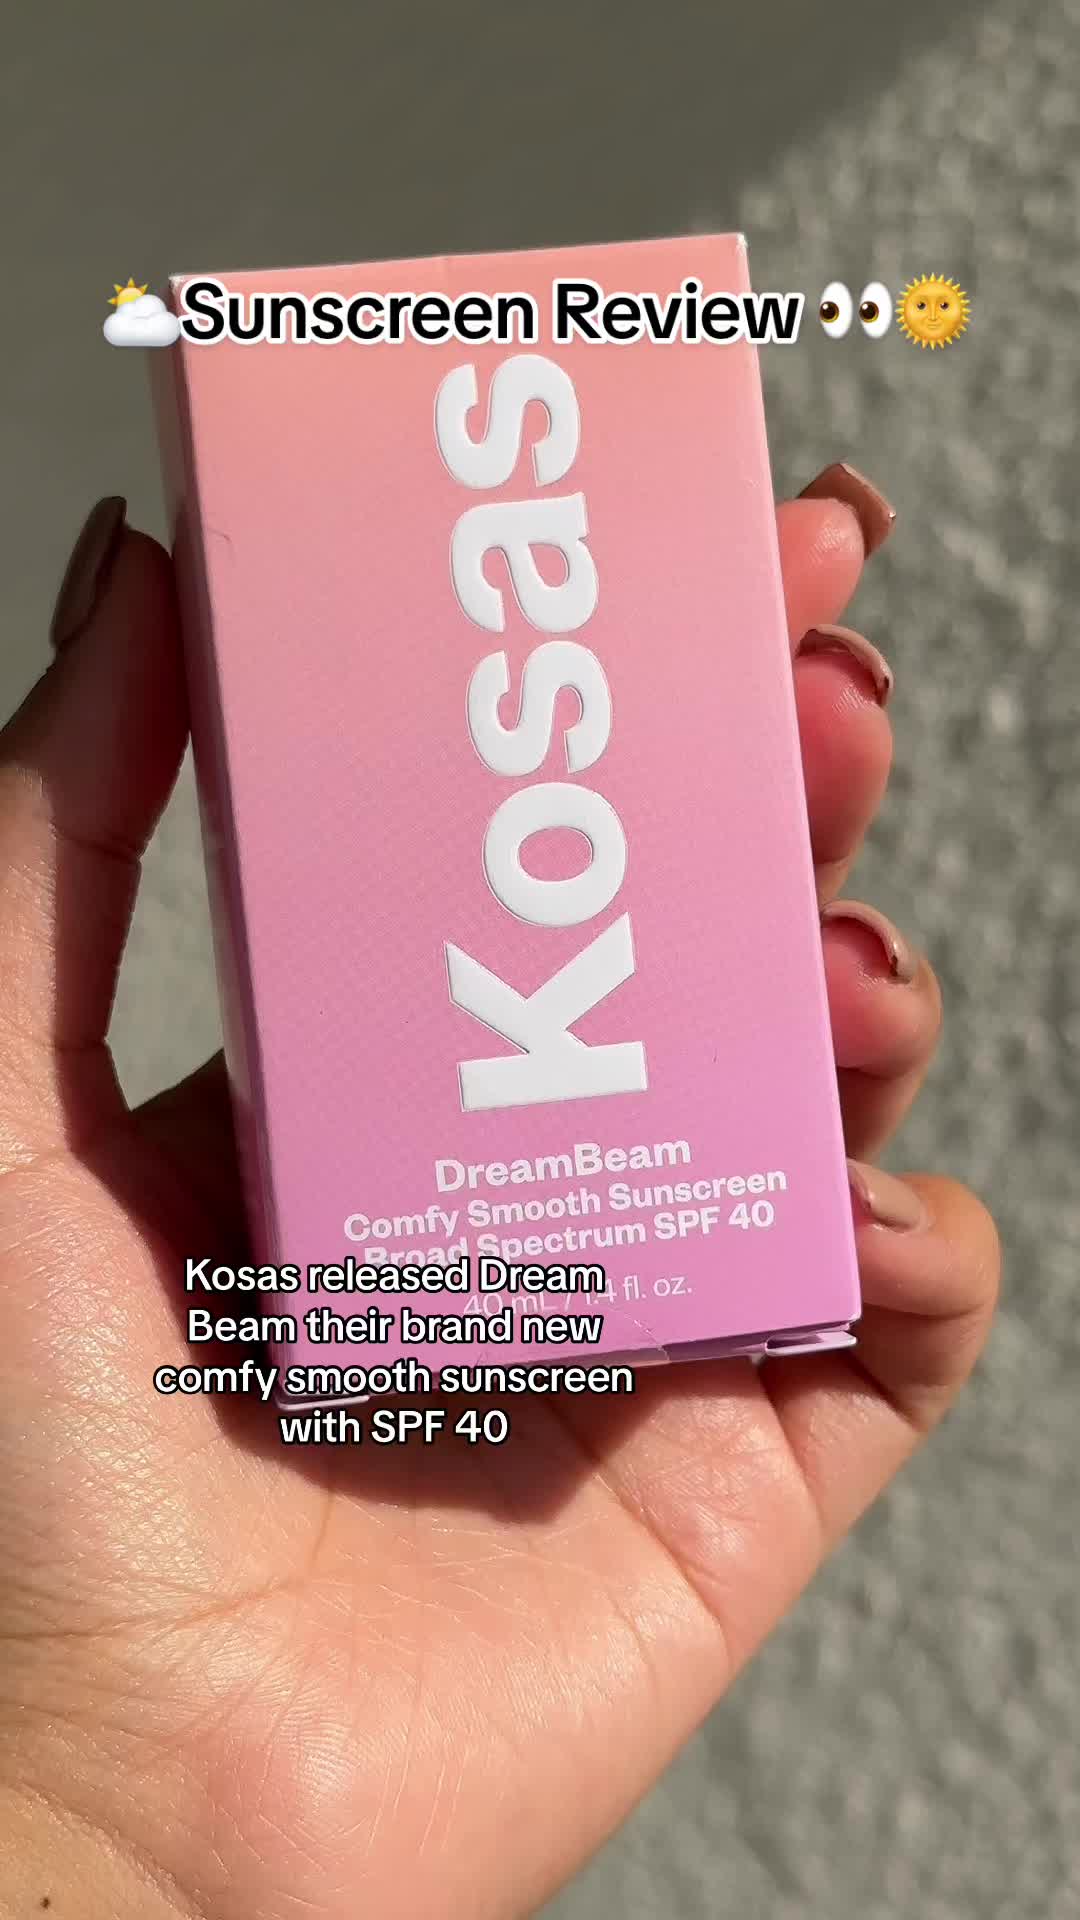 ⛅Sunscreen Review 👀🌞
Kosas
DreamBeam
Comfy Smooth Sunscreen
Broad Spectrum SPF 40
40 mL / 1.4 fl. oz.
Kosas released Dream
Beam their brand new
comfy smooth sunscreen
with SPF 40